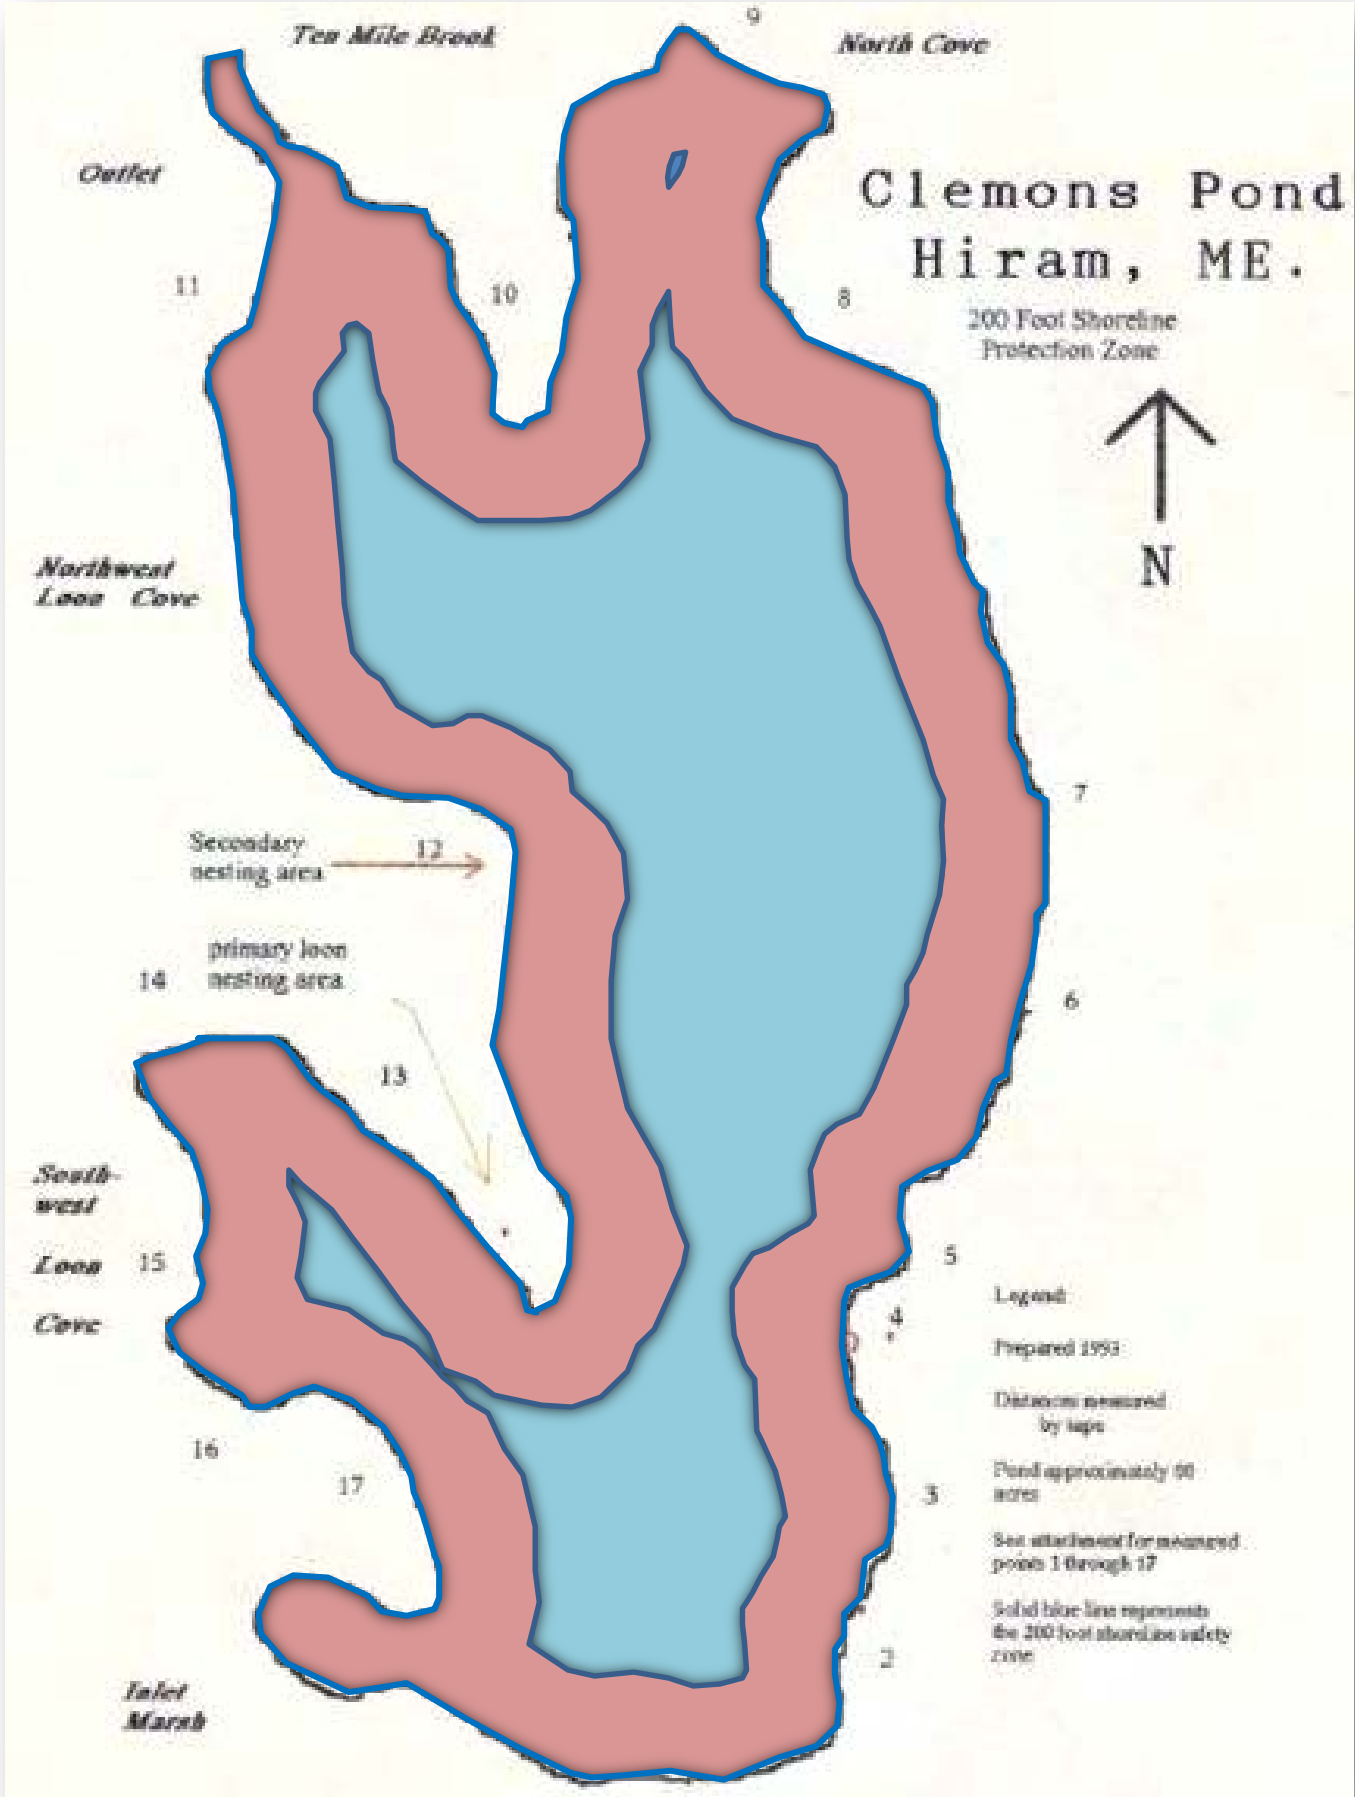 9
Ten Mile Brook
North Cove
Outlet
Clemons Pond
Hiram, ME.
11
10
8
200 Foot Shoreline
Protection Zone
N
Northwest
Loon Cove
7
Secondary
nesting area
12
primary loon
nesting area
14
6
13
South-
west
Loon
Cove
15
5
4
Legend
Prepared 1993
Distances measured
by tape
16
17
3
Pond approximately
acres
See attachment for measured
points 1 through 17
Solid blue line represents
the 200 foot shoreline safety
zone
2
Inlet
Marsh